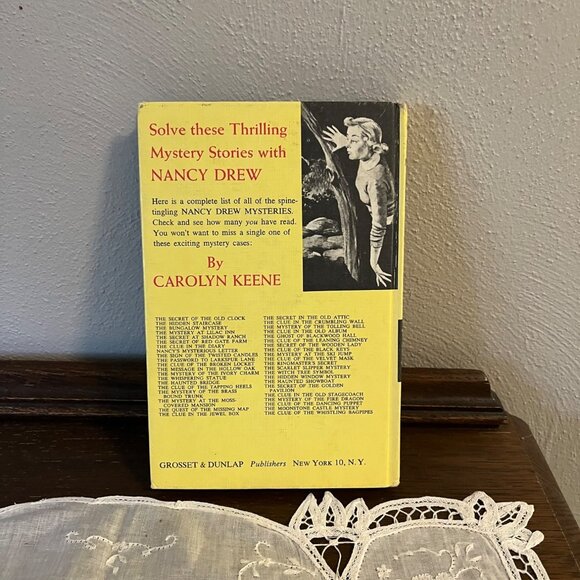 Solve these Thrilling
Mystery Stories with
NANCY DREW
Here is a complete list of all of the spine-
tingling NANCY DREW MYSTERIES.
Check and see how many you have read.
You won't want to miss a single one of
these exciting mystery cases:
By
CAROLYN KEENE
THE SECRET OF THE OLD CLOCK
THE HIDDEN STAIRCASE
THE BUNGALOW MYSTERY
THE MYSTERY AT LILAC INN
THE SECRET AT SHADOW RANCH
THE SECRET OF RED GATE FARM
THE CLUE IN THE DIARY
NANCY'S MYSTERIOUS LETTER
THE SIGN OF THE TWISTED CANDLES
THE PASSWORD TO LARKSPUR LANE
THE CLUE OF THE BROKEN LOCKET
THE MESSAGE IN THE HOLLOW OAK
THE MYSTERY OF THE IVORY CHARM
THE WHISPERING STATUE
THE HAUNTED BRIDGE
THE CLUE OF THE TAPPING HEELS
THE MYSTERY OF THE BRASS
BOUND TRUNK
THE MYSTERY AT THE MOSS-
COVERED MANSION
THE QUEST OF THE MISSING MAP
THE CLUE IN THE JEWEL BOX
THE SECRET IN THE OLD ATTIC
THE CLUE IN THE CRUMBLING WALL
THE MYSTERY OF THE TOLLING BELL
THE CLUE IN THE OLD ALBUM
THE GHOST OF BLACKWOOD HALL
THE CLUE OF THE LEANING CHIMNEY
THE SECRET OF THE WOODEN LADY
THE CLUE OF THE BLACK KEYS
THE MYSTERY AT THE SKI JUMP
THE CLUE OF THE VELVET MASK
THE RINGMASTER'S SECRET
THE SCARLET SLIPPER MYSTERY
THE WITCH TREE SYMBOL
THE HIDDEN WINDOW MYSTERY
THE HAUNTED SHOWBOAT
THE SECRET OF THE GOLDEN
PAVILION
THE CLUE IN THE OLD STAGECOACH
THE MYSTERY OF THE FIRE DRAGON
THE CLUE OF THE DANCING PUPPET
THE MOONSTONE CASTLE MYSTERY
THE CLUE OF THE WHISTLING BAGPIPES
GROSSET & DUNLAP Publishers NEW YORK 10, N. Y.